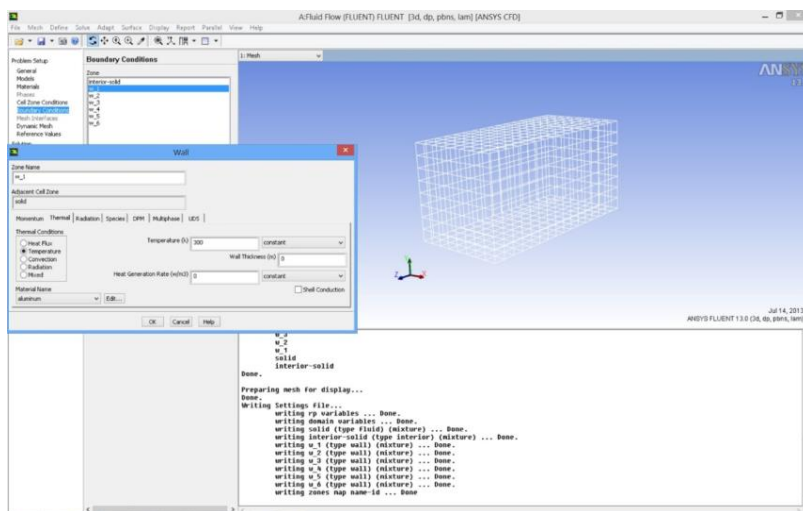 A:Fluid Flow (FLUENT) FLUENT [3d, dp, pbns, lam] [ANSYS CFD]
File Mesh Define Solve Adapt Surface Display Report Parallel View Help
Problem Setup
General
Models
Materials
Phases
Cell Zone Conditions
Boundary Conditions
Mesh Interfaces
Dynamic Mesh
Reference Values
Boundary Conditions
Zone
interior-solid
w_1
w_2
w_3
w_4
w_5
w_6
1: Mesh
ANSYS
Wall
Zone Name
w_1
Adjacent Cell Zone
solid
Momentum Thermal Radiation Species DPM Multiphase UDS
Thermal Conditions
Heat Flux
Temperature
Convection
Radiation
Mixed
Temperature (k) 300 constant
Wall Thickness (m) 0
Heat Generation Rate (w/m3) 0 constant
Shell Conduction
Material Name
aluminum Edit...
OK Cancel Help
Jul 14, 2013
ANSYS FLUENT 13.0 (3d, dp, pbns, lam)
w_3
w_2
w_1
solid
interior-solid
Done.
Preparing mesh for display...
Done.
Writing Settings file...
writing rp variables ... Done.
writing domain variables ... Done.
writing solid (type fluid) (mixture) ... Done.
writing interior-solid (type interior) (mixture) ... Done.
writing w_1 (type wall) (mixture) ... Done.
writing w_2 (type wall) (mixture) ... Done.
writing w_3 (type wall) (mixture) ... Done.
writing w_4 (type wall) (mixture) ... Done.
writing w_5 (type wall) (mixture) ... Done.
writing w_6 (type wall) (mixture) ... Done.
writing zones map name-id ... Done